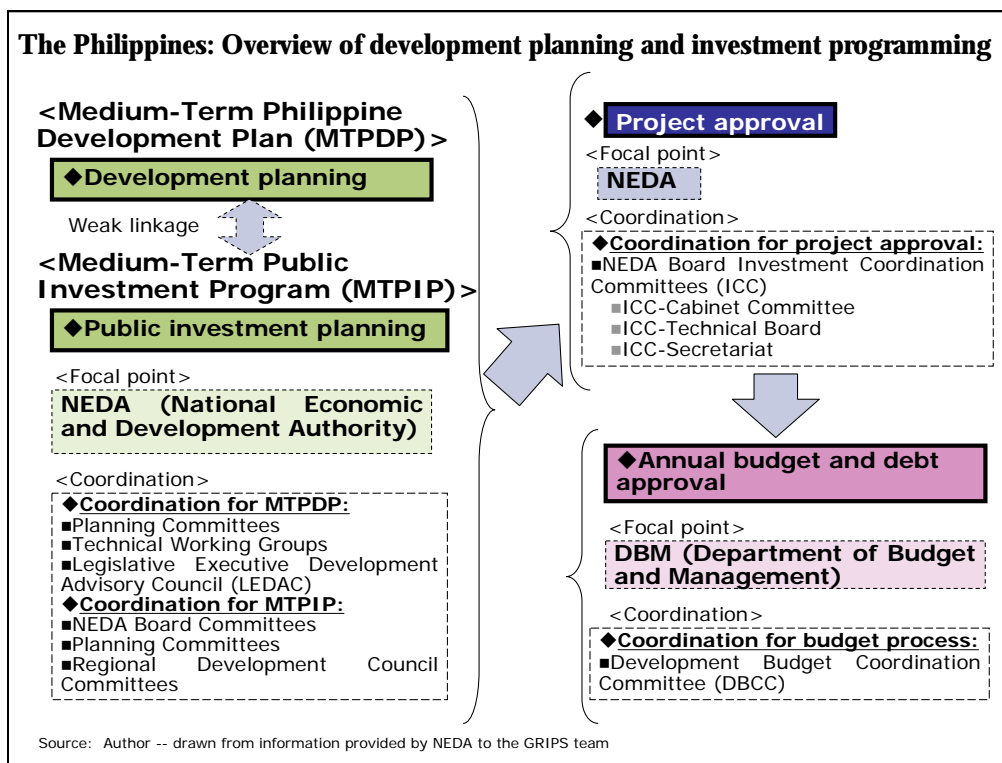 The Philippines: Overview of development planning and investment programming
<Medium-Term Philippine
Development Plan (MTPDP)>
◆Development planning
Weak linkage
<Medium-Term Public
Investment Program (MTPIP)>
◆Public investment planning
<Focal point>
NEDA (National Economic
and Development Authority)
<Coordination>
◆Coordination for MTPDP:
■Planning Committees
■Technical Working Groups
■Legislative Executive Development
Advisory Council (LEDAC)
◆Coordination for MTPIP:
■NEDA Board Committees
■Planning Committees
■Regional Development Council
Committees
◆ Project approval
<Focal point>
NEDA
<Coordination>
◆Coordination for project approval:
■NEDA Board Investment Coordination
Committees (ICC)
■ICC-Cabinet Committee
■ICC-Technical Board
■ICC-Secretariat
◆Annual budget and debt
approval
<Focal point>
DBM (Department of Budget
and Management)
<Coordination>
◆Coordination for budget process:
■Development Budget Coordination
Committee (DBCC)
Source: Author -- drawn from information provided by NEDA to the GRIPS team